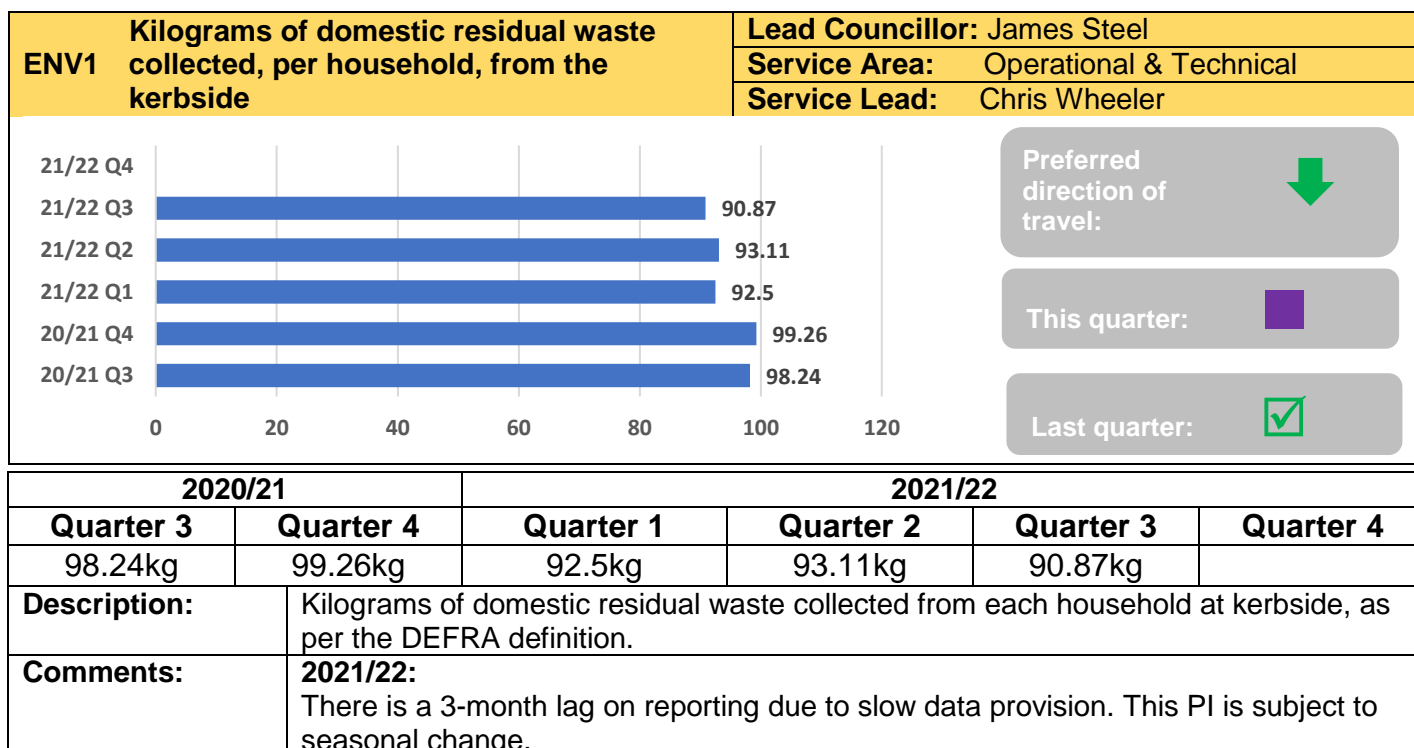 ENV1
Kilograms of domestic residual waste
collected, per household, from the
kerbside
Lead Councillor: James Steel
Service Area: Operational & Technical
Service Lead: Chris Wheeler
21/22 Q4
21/22 Q3 90.87
21/22 Q2 93.11
21/22 Q1 92.5
20/21 Q4 99.26
20/21 Q3 98.24
0 20 40 60 80 100 120
Preferred
direction of
travel:
This quarter:
Last quarter:
2020/21 2021/22
Quarter 3 Quarter 4 Quarter 1 Quarter 2 Quarter 3 Quarter 4
98.24kg 99.26kg 92.5kg 93.11kg 90.87kg
Description: Kilograms of domestic residual waste collected from each household at kerbside, as
per the DEFRA definition.
Comments: 2021/22:
There is a 3-month lag on reporting due to slow data provision. This PI is subject to
seasonal change.